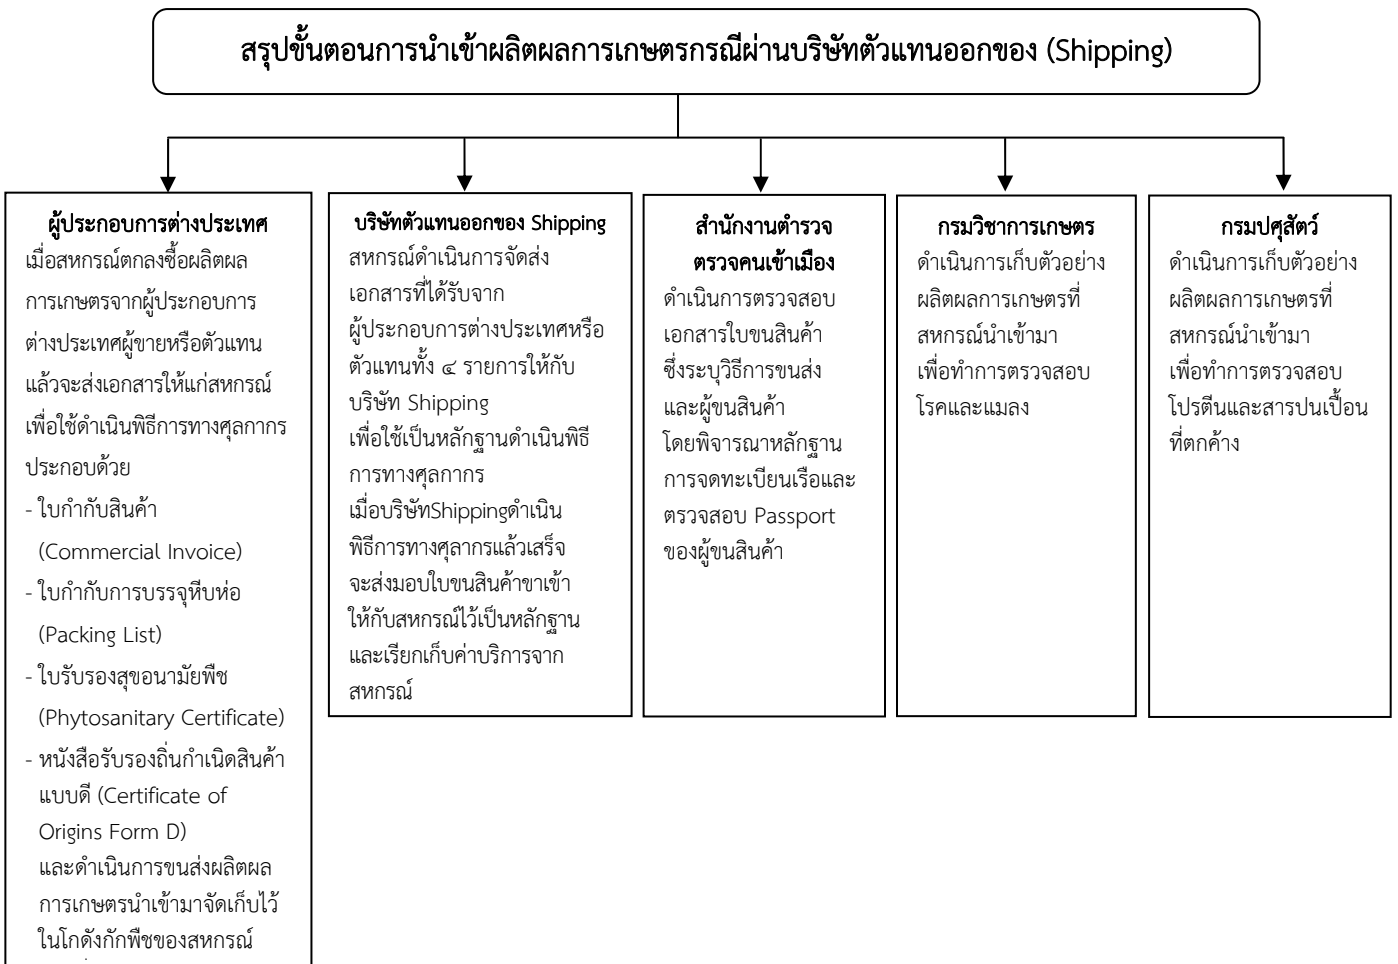 สรุปขั้นตอนการนำเข้าผลิตผลการเกษตรกรณีผ่านบริษัทตัวแทนออกของ (Shipping)
ผู้ประกอบการต่างประเทศ
เมื่อสหกรณ์ตกลงซื้อผลิตผล
การเกษตรจากผู้ประกอบการ
ต่างประเทศผู้ขายหรือตัวแทน
แล้วจะส่งเอกสารให้แก่สหกรณ์
เพื่อใช้ดำเนินพิธีการทางศุลกากร
ประกอบด้วย
- ใบกำกับสินค้า
(Commercial Invoice)
- ใบกำกับการบรรจุหีบห่อ
(Packing List)
- ใบรับรองสุขอนามัยพืช
(Phytosanitary Certificate)
- หนังสือรับรองถิ่นกำเนิดสินค้า
แบบดี (Certificate of
Origins Form D)
และดำเนินการขนส่งผลิตผล
การเกษตรนำเข้ามาจัดเก็บไว้
ในโกดังกักพืชของสหกรณ์
บริษัทตัวแทนออกของ Shipping
สหกรณ์ดำเนินการจัดส่ง
เอกสารที่ได้รับจาก
ผู้ประกอบการต่างประเทศหรือ
ตัวแทนทั้ง ๔ รายการให้กับ
บริษัท Shipping
เพื่อใช้เป็นหลักฐานดำเนินพิธี
การทางศุลกากร
เมื่อบริษัทShippingดำเนิน
พิธีการทางศุลากรแล้วเสร็จ
จะส่งมอบใบขนสินค้าขาเข้า
ให้กับสหกรณ์ไว้เป็นหลักฐาน
และเรียกเก็บค่าบริการจาก
สหกรณ์
สำนักงานตำรวจ
ตรวจคนเข้าเมือง
ดำเนินการตรวจสอบ
เอกสารใบขนสินค้า
ซึ่งระบุวิธีการขนส่ง
และผู้ขนสินค้า
โดยพิจารณาหลักฐาน
การจดทะเบียนเรือและ
ตรวจสอบ Passport
ของผู้ขนสินค้า
กรมวิชาการเกษตร
ดำเนินการเก็บตัวอย่าง
ผลิตผลการเกษตรที่
สหกรณ์นำเข้ามา
เพื่อทำการตรวจสอบ
โรคและแมลง
กรมปศุสัตว์
ดำเนินการเก็บตัวอย่าง
ผลิตผลการเกษตรที่
สหกรณ์นำเข้ามา
เพื่อทำการตรวจสอบ
โปรตีนและสารปนเปื้อน
ที่ตกค้าง